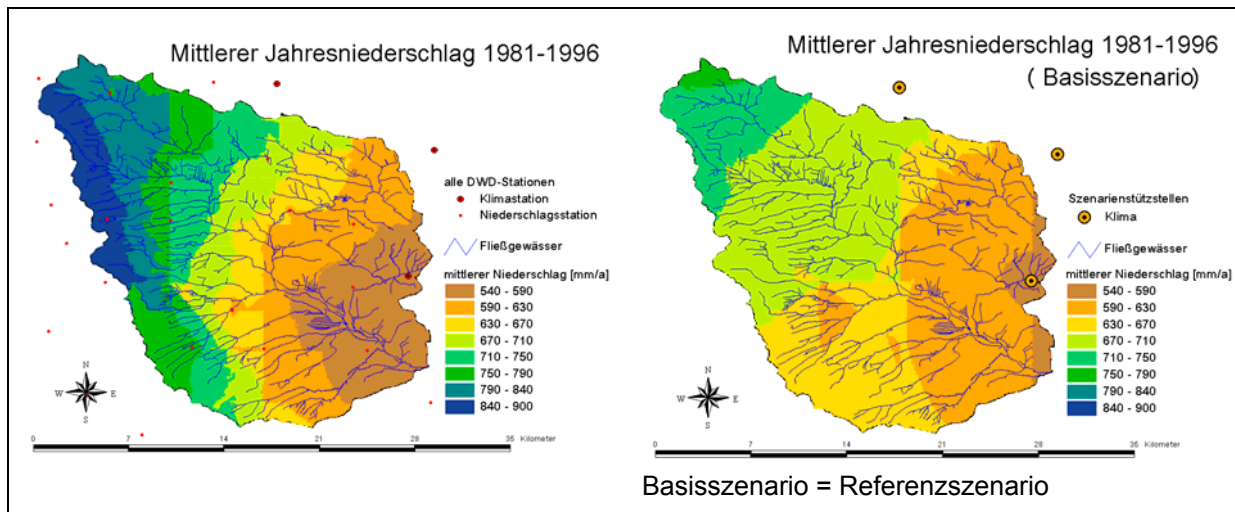 Mittlerer Jahresniederschlag 1981-1996
alle DWD-Stationen
Klimastation
Niederschlagsstation
Fließgewässer
mittlerer Niederschlag [mm/a]
540 - 590
590 - 630
630 - 670
670 - 710
710 - 750
750 - 790
790 - 840
840 - 900
N
W E
S
0 7 14 21 28 35 Kilometer
Mittlerer Jahresniederschlag 1981-1996
( Basisszenario)
Szenarienstützstellen
Klima
Fließgewässer
mittlerer Niederschlag [mm/a]
540 - 590
590 - 630
630 - 670
670 - 710
710 - 750
750 - 790
790 - 840
840 - 900
N
W E
S
0 7 14 21 28 35 Kilometer
Basisszenario = Referenzszenario